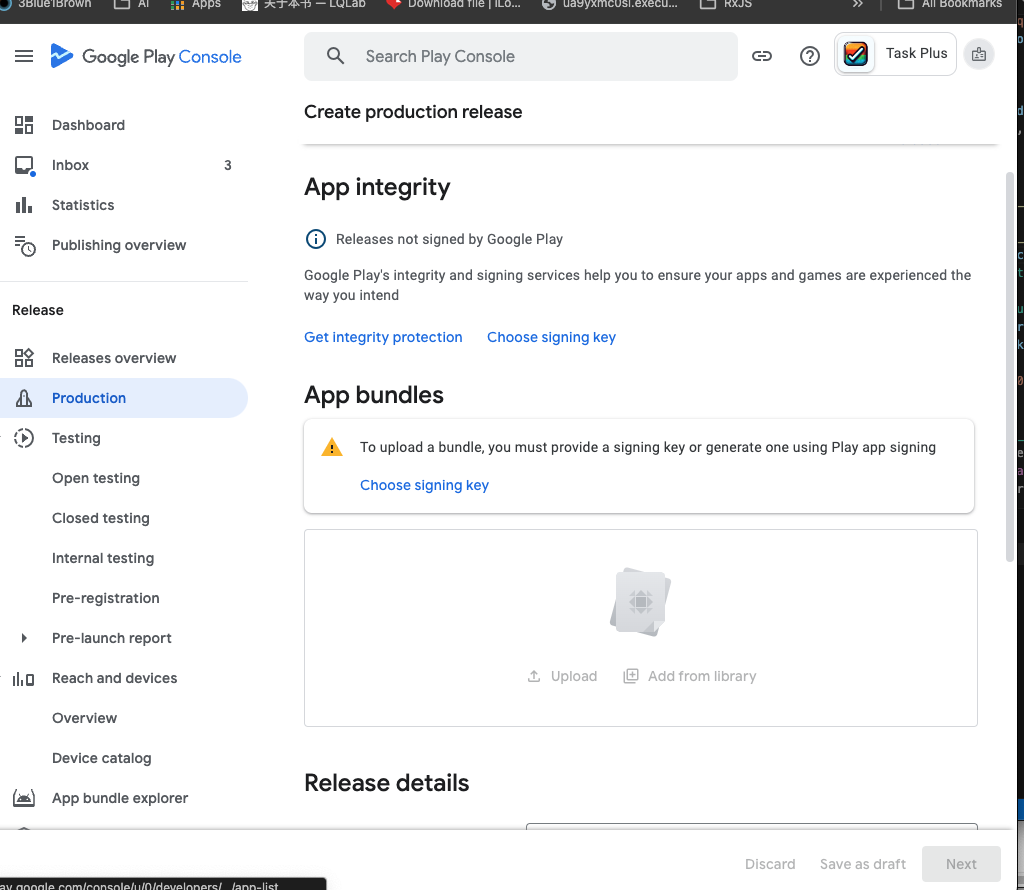 3Blue1Brown AI Apps 关于本书 — LQLab Download file | iLo... ua9yxmc0si.execu... RxJS » All Bookmarks
Google Play Console
Search Play Console
Task Plus
Create production release
Dashboard
Inbox 3
Statistics
Publishing overview
Release
Releases overview
Production
Testing
Open testing
Closed testing
Internal testing
Pre-registration
Pre-launch report
Reach and devices
Overview
Device catalog
App bundle explorer
App integrity
Releases not signed by Google Play
Google Play's integrity and signing services help you to ensure your apps and games are experienced the
way you intend
Get integrity protection Choose signing key
App bundles
To upload a bundle, you must provide a signing key or generate one using Play app signing
Choose signing key
Upload Add from library
Release details
Discard Save as draft Next
ay.google.com/console/u/0/developers/.../app-list